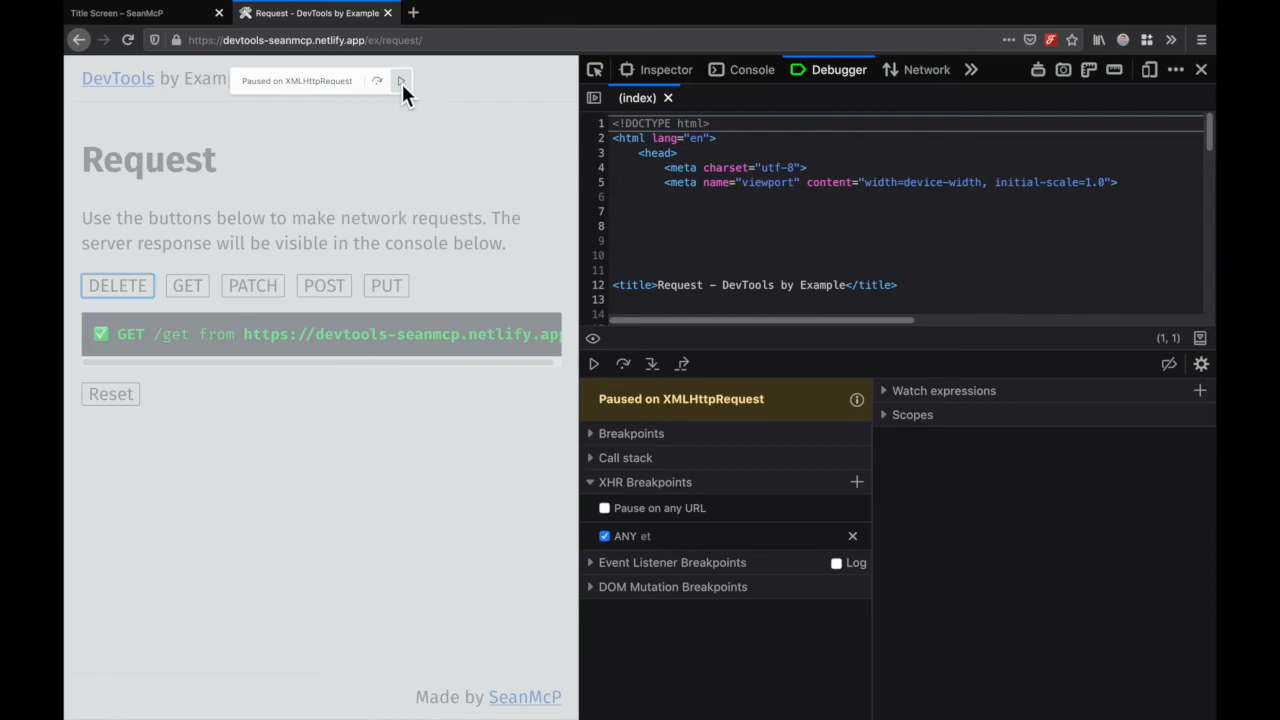 Title Screen – SeanMcP
Request - DevTools by Example
https://devtools-seanmcp.netlify.app/ex/request/
DevTools by Exam
Paused on XMLHttpRequest
Request
Use the buttons below to make network requests. The
server response will be visible in the console below.
DELETE GET PATCH POST PUT
✅ GET /get from https://devtools-seanmcp.netlify.app
Reset
Made by SeanMcP
Inspector Console Debugger Network
(index)
1 <!DOCTYPE html>
2 <html lang="en">
3 <head>
4 <meta charset="utf-8">
5 <meta name="viewport" content="width=device-width, initial-scale=1.0">
6
7
8
9
10
11
12 <title>Request - DevTools by Example</title>
13
14
(1, 1)
Paused on XMLHttpRequest
Breakpoints
Call stack
XHR Breakpoints
Pause on any URL
ANY et
Event Listener Breakpoints Log
DOM Mutation Breakpoints
Watch expressions
Scopes